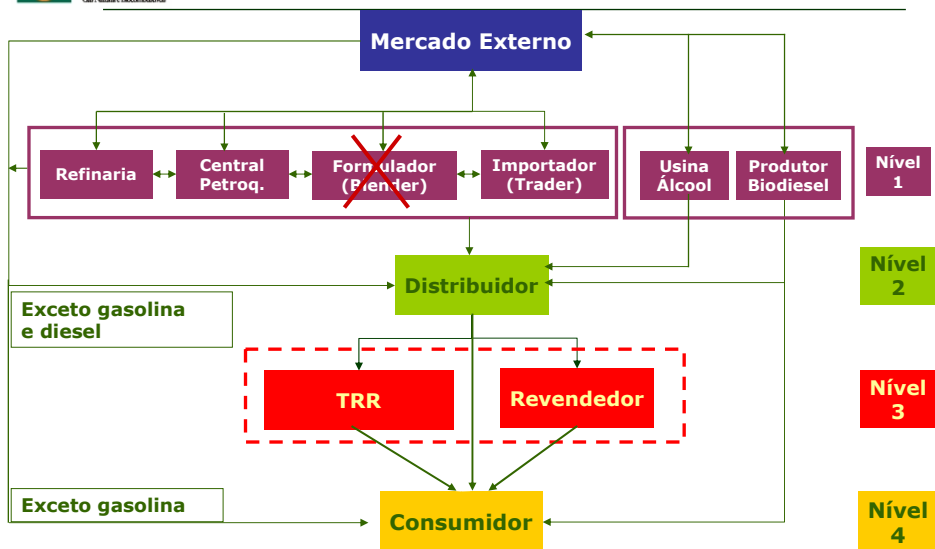 Mercado Externo
Refinaria
Central
Petroq.
Formulador
(Blender)
Importador
(Trader)
Usina
Álcool
Produtor
Biodiesel
Nível
1
Distribuidor
Nível
2
Exceto gasolina
e diesel
TRR
Revendedor
Nível
3
Exceto gasolina
Consumidor
Nível
4